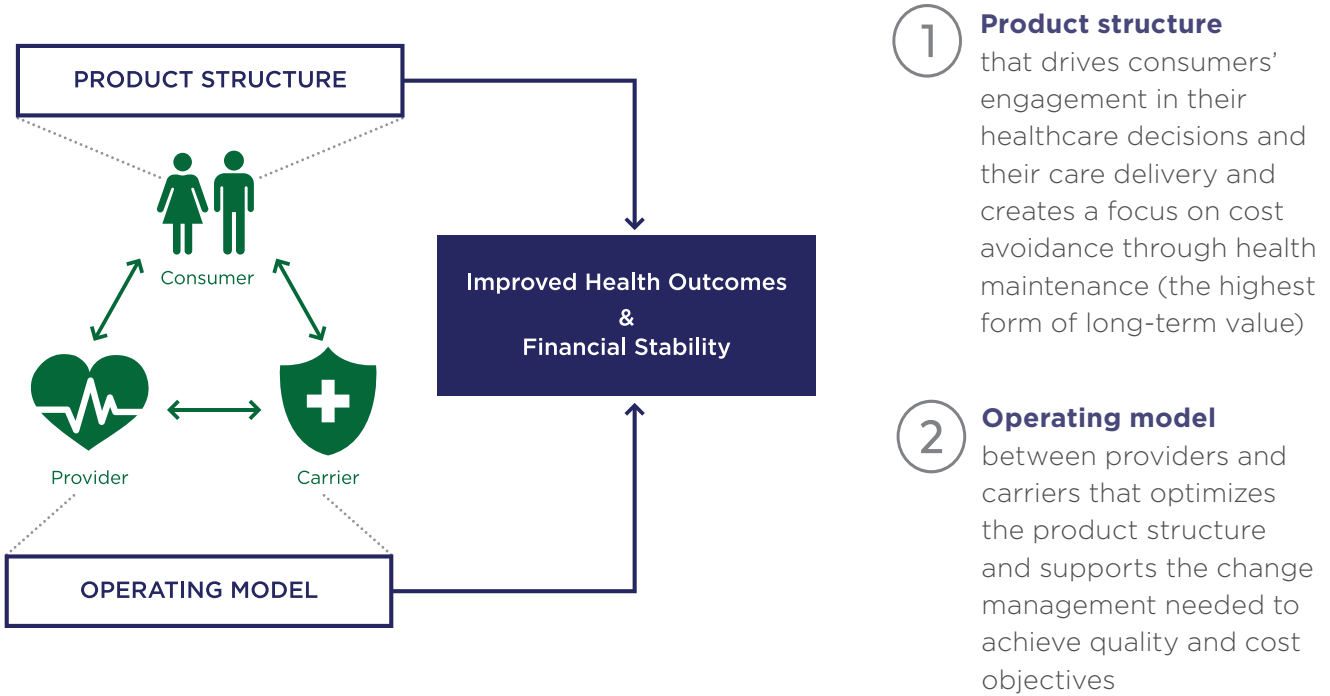 PRODUCT STRUCTURE
Consumer
Provider
Carrier
OPERATING MODEL
Improved Health Outcomes
&
Financial Stability
1
Product structure
that drives consumers’
engagement in their
healthcare decisions and
their care delivery and
creates a focus on cost
avoidance through health
maintenance (the highest
form of long-term value)
2
Operating model
between providers and
carriers that optimizes
the product structure
and supports the change
management needed to
achieve quality and cost
objectives